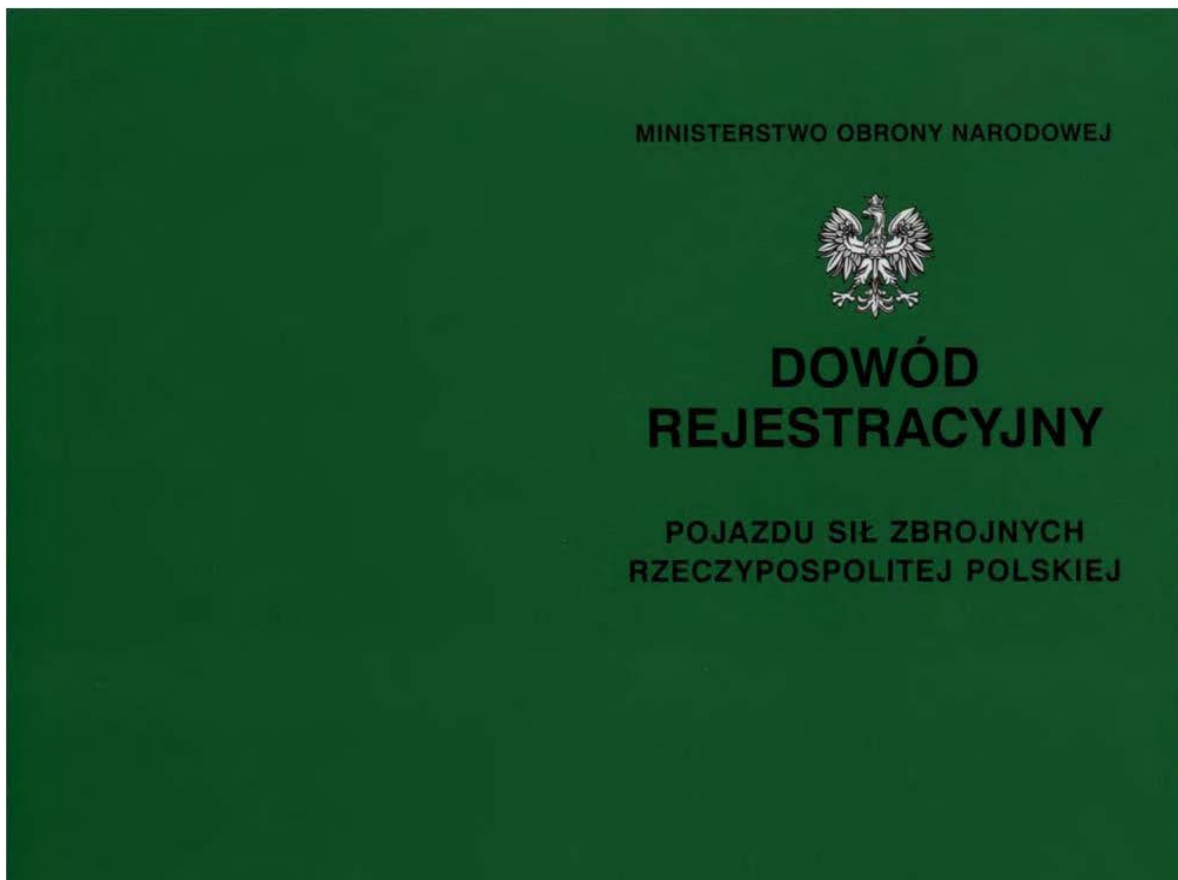 MINISTERSTWO OBRONY NARODOWEJ
DOWÓD
REJESTRACYJNY
POJAZDU SIŁ ZBROJNYCH
RZECZYPOSPOLITEJ POLSKIEJ